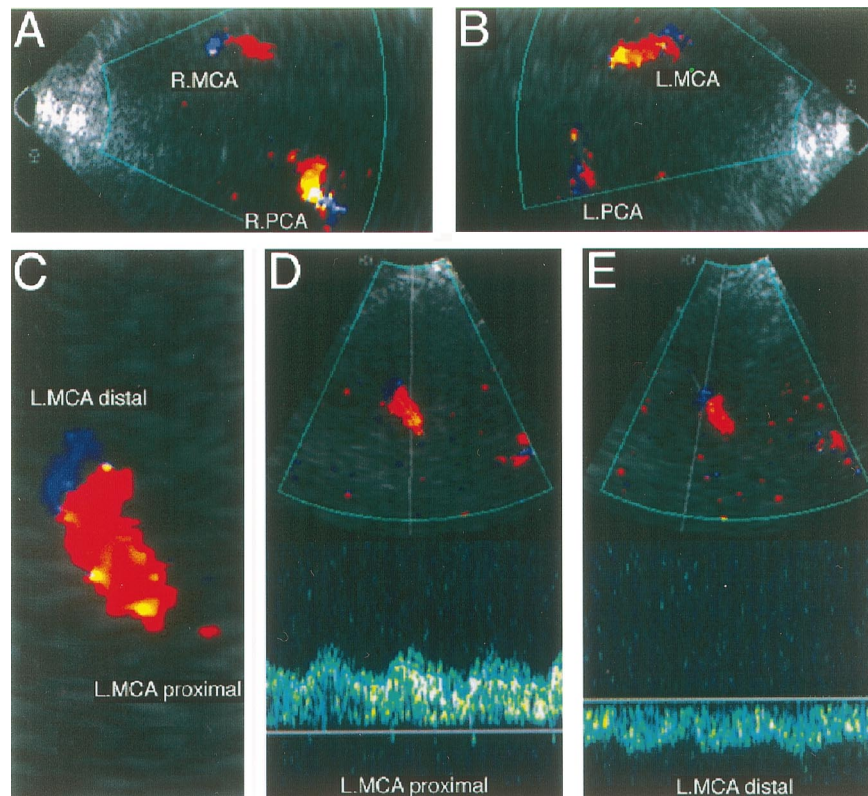 A
R.MCA
R.PCA
B
L.MCA
L.PCA
C
L.MCA distal
L.MCA proximal
D
L.MCA proximal
E
L.MCA distal